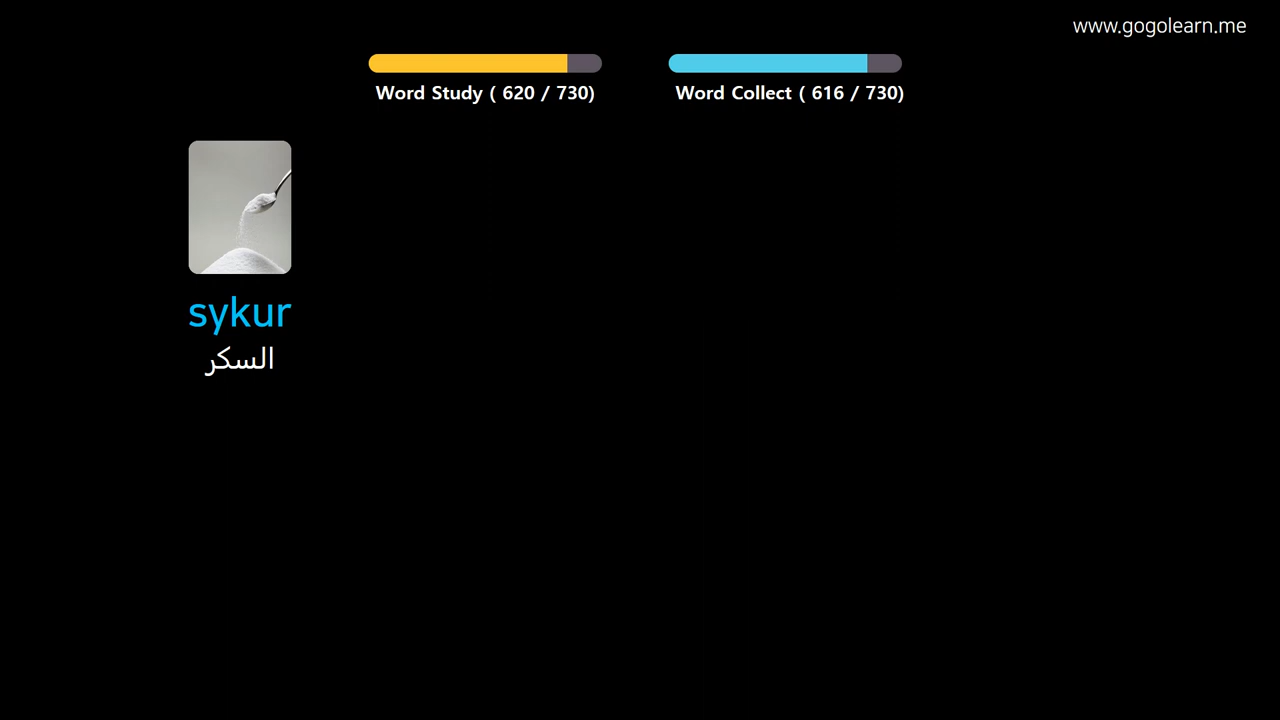 www.gogolearn.me
Word Study ( 620 / 730)
Word Collect ( 616 / 730)
sykur
السكر